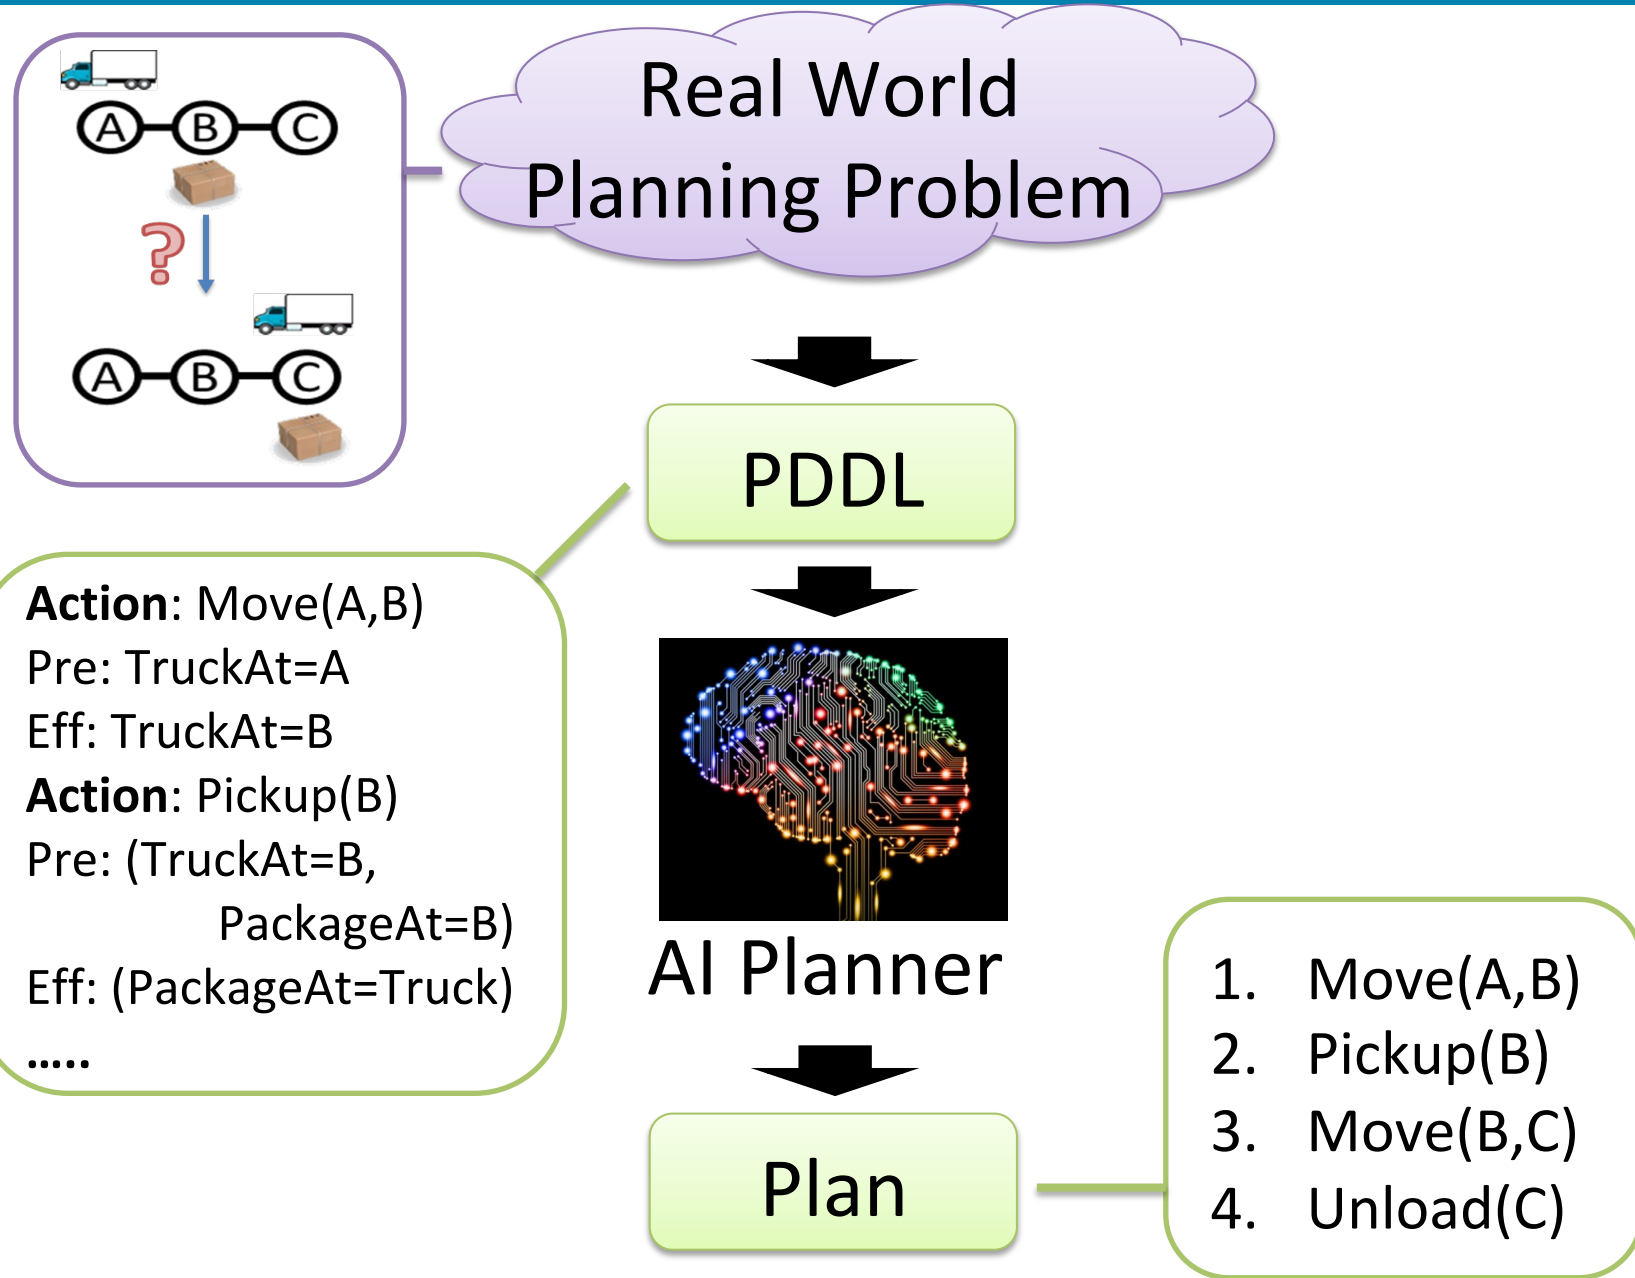 Real World
Planning Problem
A B C
?
A B C
PDDL
Action: Move(A,B)
Pre: TruckAt=A
Eff: TruckAt=B
Action: Pickup(B)
Pre: (TruckAt=B,
PackageAt=B)
Eff: (PackageAt=Truck)
.....
AI Planner
Plan
1. Move(A,B)
2. Pickup(B)
3. Move(B,C)
4. Unload(C)